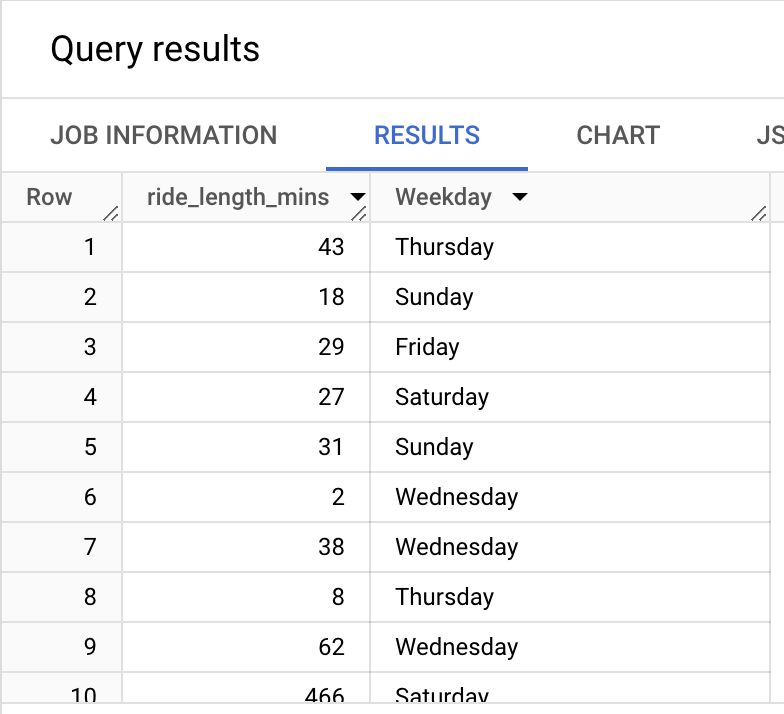 Query results
JOB INFORMATION RESULTS CHART JS
Row ride_length_mins Weekday
1 43 Thursday
2 18 Sunday
3 29 Friday
4 27 Saturday
5 31 Sunday
6 2 Wednesday
7 38 Wednesday
8 8 Thursday
9 62 Wednesday
10 466 Saturday